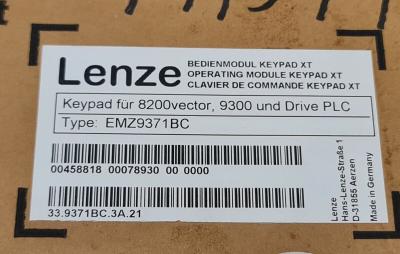 Lenze
BEDIENMODUL KEYPAD XT
OPERATING MODULE KEYPAD XT
CLAVIER DE COMMANDE KEYPAD XT
Keypad für 8200vector, 9300 und Drive PLC
Type: EMZ9371BC
00458818 00078930 00 0000
33.9371BC.3A.21
Lenze
Hans-Lenze-Straße 1
D-31855 Aerzen
Made in Germany